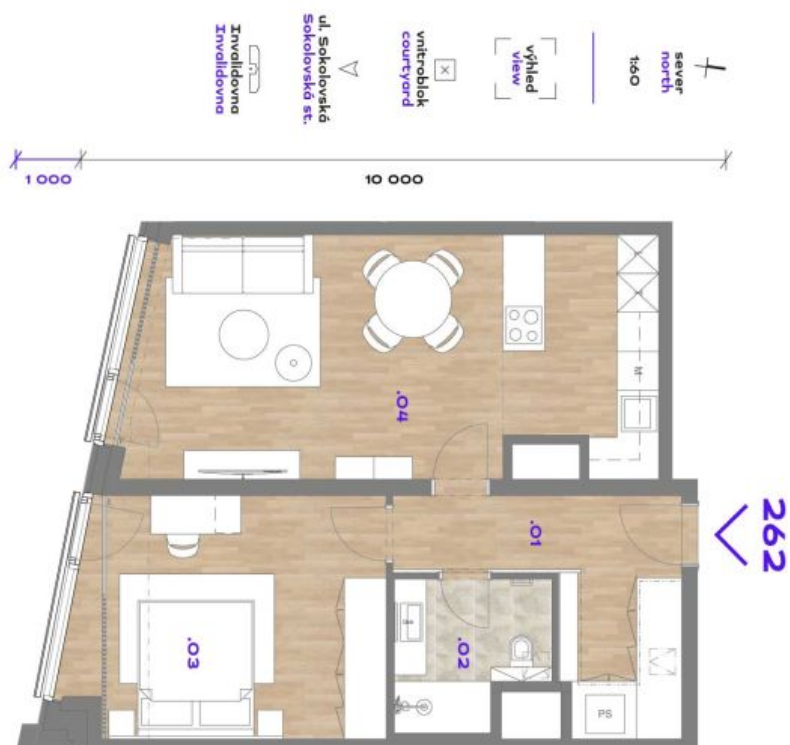 sever
north
1:60
výhled
view
vnitroblok
courtyard
ul. Sokolovská
Sokolovská st.
Invalidovna
Invalidovna
1 000
10 000
.04
M
.01
262
.03
.02
PS